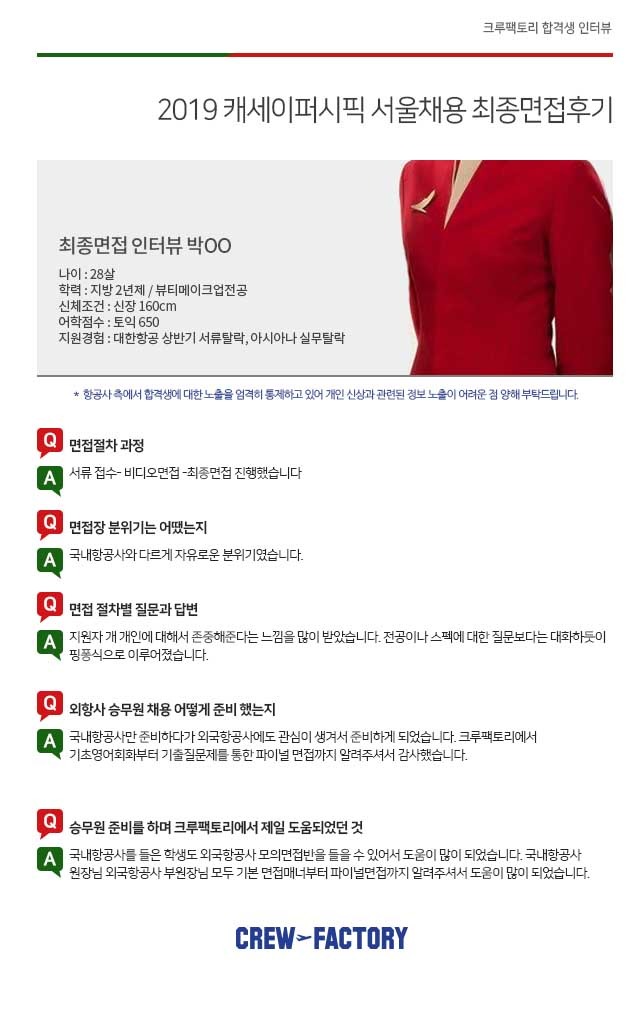 크루팩토리 합격생 인터뷰
2019 캐세이퍼시픽 서울채용 최종면접후기
최종면접 인터뷰 박OO
나이 : 28살
학력 : 지방 2년제 / 뷰티메이크업전공
신체조건 : 신장 160cm
어학점수 : 토익 650
지원경험 : 대한항공 상반기 서류탈락, 아시아나 실무탈락
* 항공사 측에서 합격생에 대한 노출을 엄격히 통제하고 있어 개인 신상과 관련된 정보 노출이 어려운 점 양해 부탁드립니다.
Q 면접절차 과정
A 서류 접수- 비디오면접 -최종면접 진행했습니다
Q 면접장 분위기는 어땠는지
A 국내항공사와 다르게 자유로운 분위기였습니다.
Q 면접 절차별 질문과 답변
A 지원자 개 개인에 대해서 존중해준다는 느낌을 많이 받았습니다. 전공이나 스펙에 대한 질문보다는 대화하듯이
핑퐁식으로 이루어졌습니다.
Q 외항사 승무원 채용 어떻게 준비 했는지
A 국내항공사만 준비하다가 외국항공사에도 관심이 생겨서 준비하게 되었습니다. 크루팩토리에서
기초영어회화부터 기출질문제를 통한 파이널 면접까지 알려주셔서 감사했습니다.
Q 승무원 준비를 하며 크루팩토리에서 제일 도움되었던 것
A 국내항공사를 들은 학생도 외국항공사 모의면접반을 들을 수 있어서 도움이 많이 되었습니다. 국내항공사
원장님 외국항공사 부원장님 모두 기본 면접매너부터 파이널면접까지 알려주셔서 도움이 많이 되었습니다.
CREW FACTORY